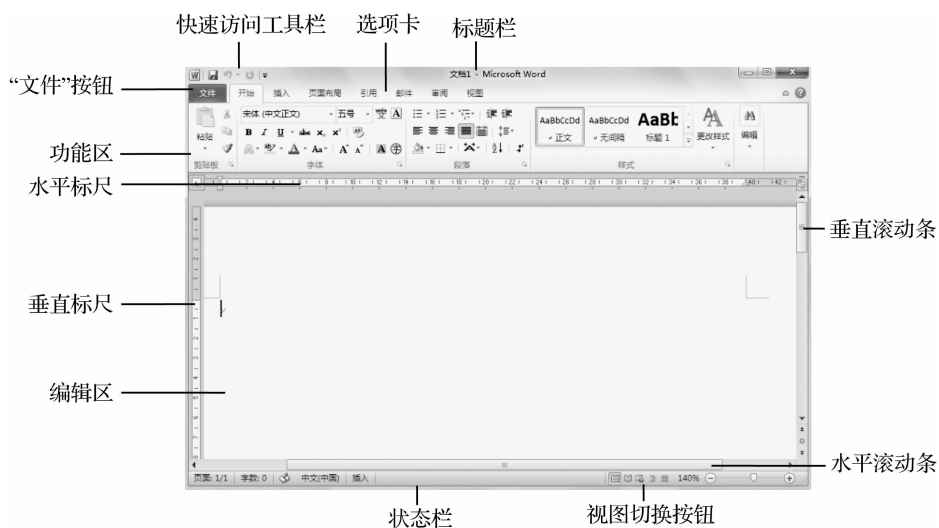 快速访问工具栏 选项卡 标题栏
文档1 - Microsoft Word
“文件”按钮
文件 开始 插入 页面布局 引用 邮件 审阅 视图
宋体 (中文正文) 五号
粘贴
AaBbCcDd AaBbCcDd AaBb
正文 无间隔 标题 1 更改样式 编辑
功能区
剪贴板 字体 段落 样式
水平标尺
垂直滚动条
垂直标尺
编辑区
水平滚动条
页面: 1/1 字数: 0 中文(中国) 插入 140%
状态栏 视图切换按钮